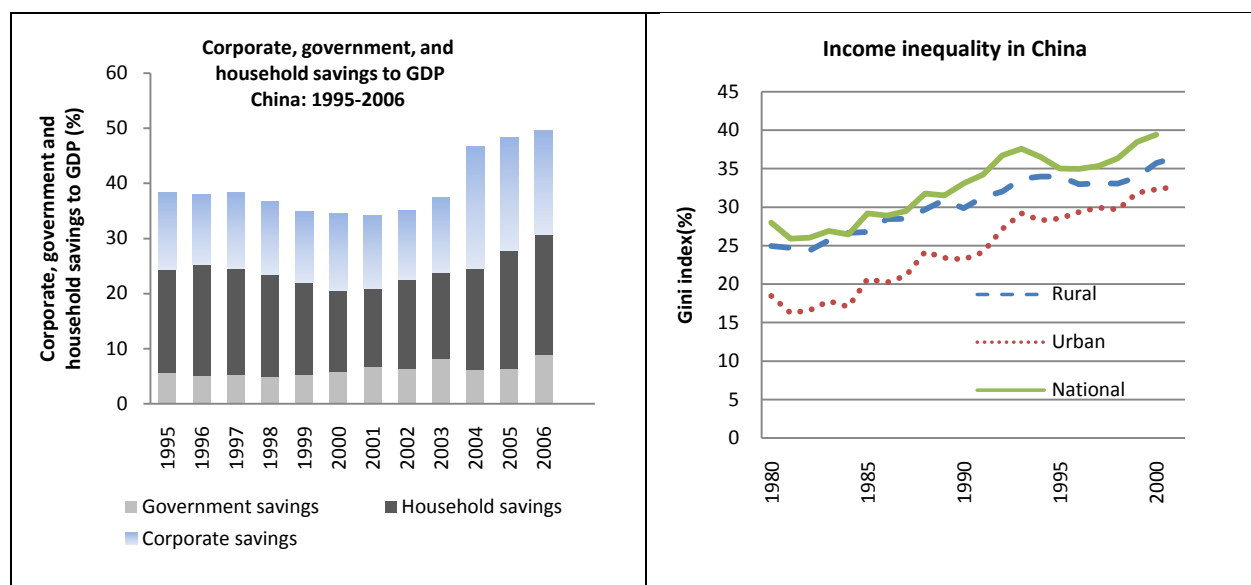 Corporate, government, and
household savings to GDP
China: 1995-2006
Corporate, government and
household savings to GDP (%)
60
50
40
30
20
10
0
1995
1996
1997
1998
1999
2000
2001
2002
2003
2004
2005
2006
Government savings
Household savings
Corporate savings
Income inequality in China
Gini index(%)
45
40
35
30
25
20
15
10
5
0
Rural
Urban
National
1980
1985
1990
1995
2000